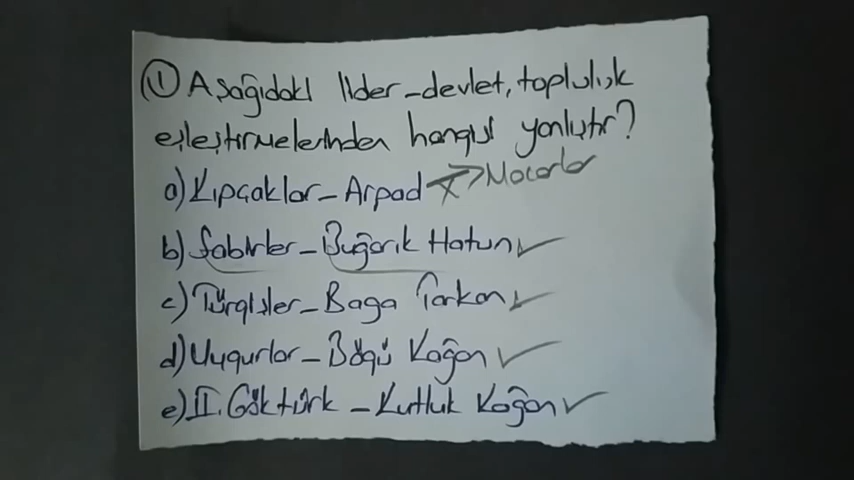 ① Aşağıdaki lider-devlet, topluluk
eşleştirmelerinden hangisi yanlıştır?
a) Kıpçaklar - Arpad X → Macarlar
b) Sabirler - Buğarık Hatun ✓
c) Türgişler - Baga Tarkan ✓
d) Uygurlar - Bögü Kağan ✓
e) II. Göktürk - Kutluk Kağan ✓